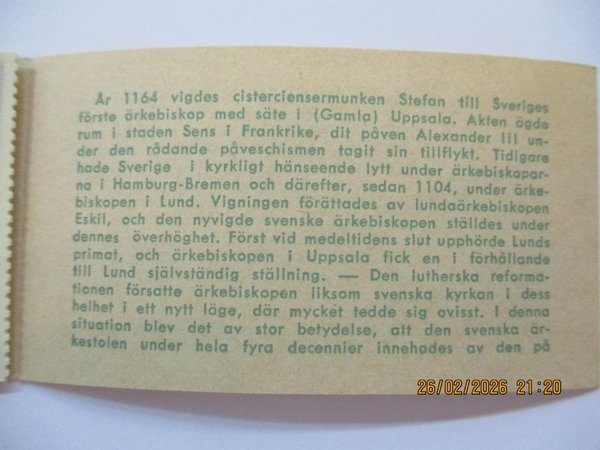 År 1164 vigdes cisterciensermunken Stefan till Sveriges
förste ärkebiskop med säte i (Gamla) Uppsala. Akten ägde
rum i staden Sens i Frankrike, dit påven Alexander III un-
der den rådande påveschismen tagit sin tillflykt. Tidigare
hade Sverige i kyrkligt hänseende lytt under ärkebiskopar-
na i Hamburg-Bremen och därefter, sedan 1104, under ärke-
biskopen i Lund. Vigningen förättades av lundaärkebiskopen
Eskil, och den nyvigde svenske ärkebiskopen ställdes under
dennes överhöghet. Först vid medeltidens slut upphörde Lunds
primat, och ärkebiskopen i Uppsala fick en i förhållande
till Lund självständig ställning. — Den lutherska reforma-
tionen försatte ärkebiskopen liksom svenska kyrkan i dess
helhet i ett nytt läge, där mycket tedde sig ovisst. I denna
situation blev det av stor betydelse, att den svenska är-
kestolen under hela fyra decennier innehades av den på
26/02/2026 21:20